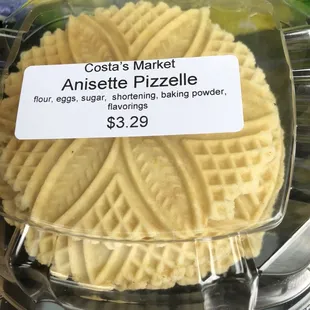 Costa's Market
Anisette Pizzelle
flour, eggs, sugar, shortening, baking powder,
flavorings
$3.29